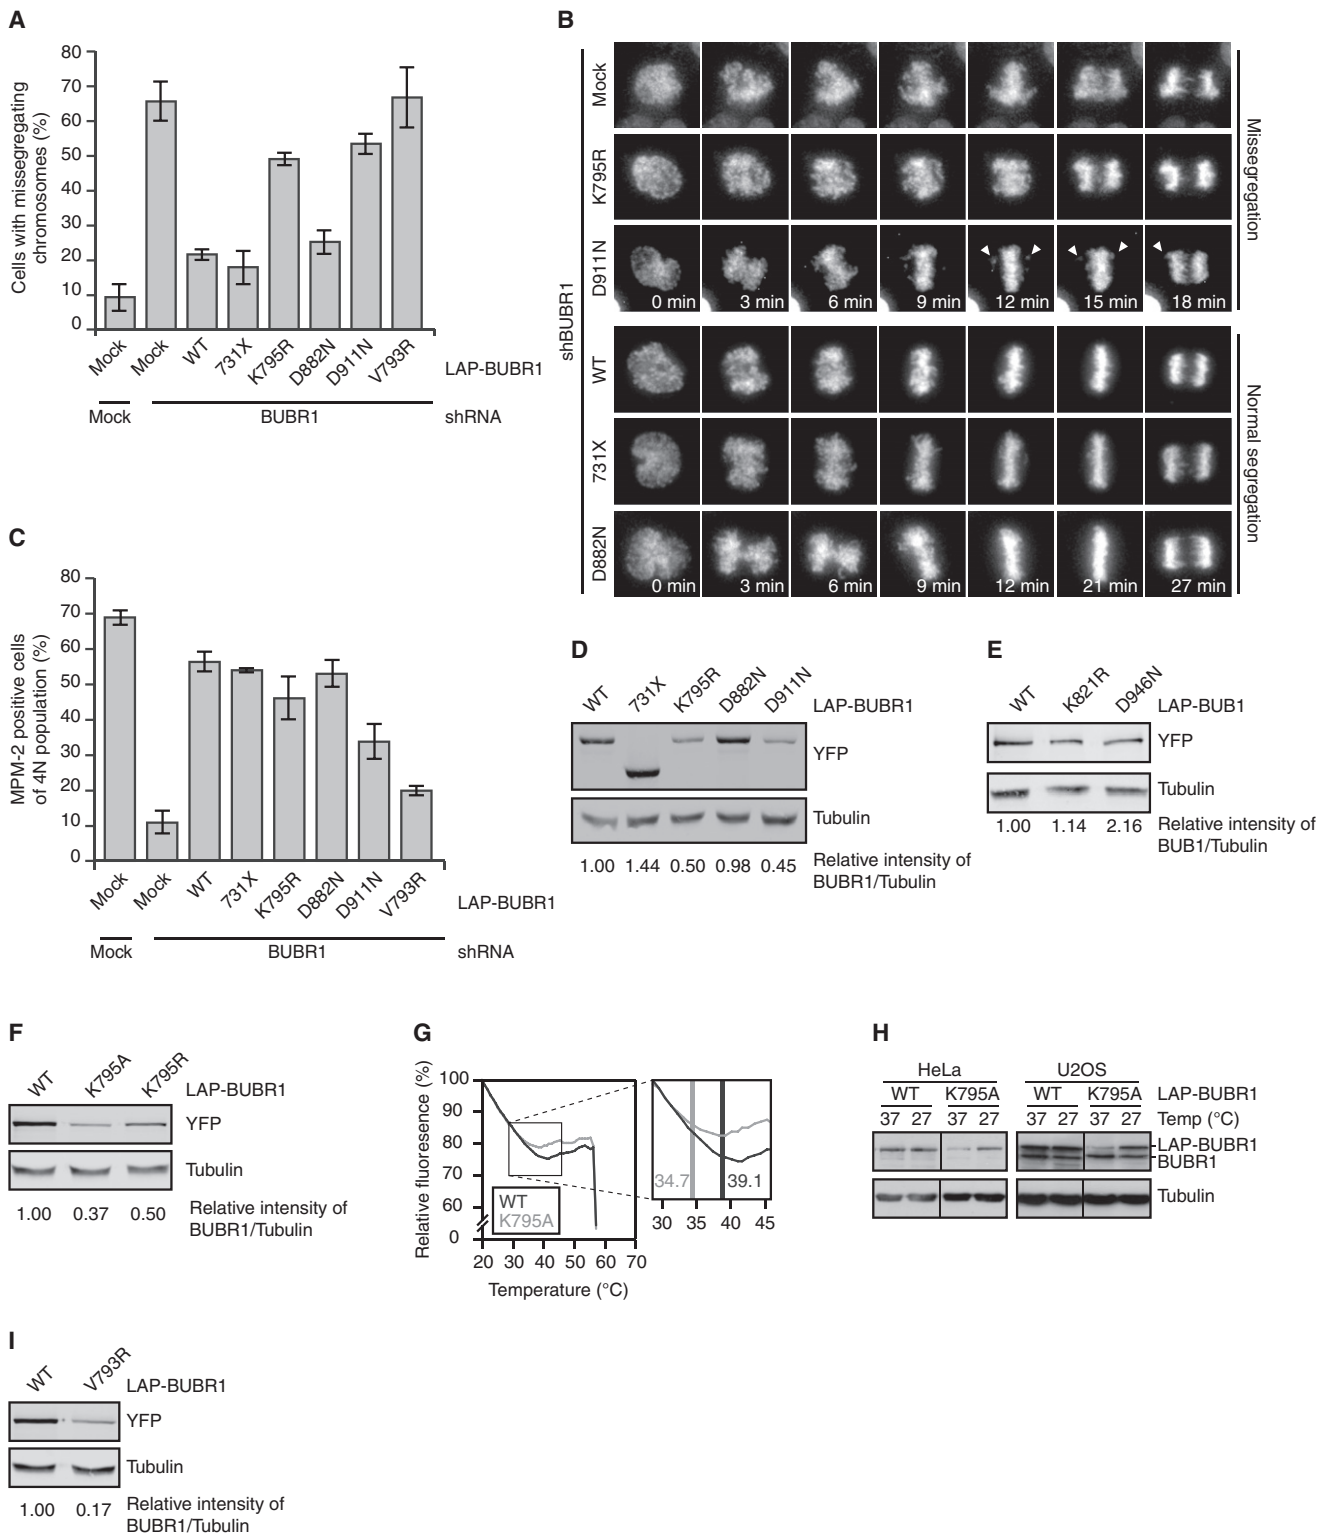 A
Cells with missegregating
chromosomes (%)
80
70
60
50
40
30
20
10
0
Mock Mock WT 731X K795R D882N D911N V793R LAP-BUBR1
Mock BUBR1 shRNA
B
shBUBR1
Mock
K795R
D911N
0 min 3 min 6 min 9 min 12 min 15 min 18 min
WT
731X
D882N
0 min 3 min 6 min 9 min 12 min 21 min 27 min
Missegregation
Normal segregation
C
MPM-2 positive cells
of 4N population (%)
80
70
60
50
40
30
20
10
0
Mock Mock WT 731X K795R D882N D911N V793R LAP-BUBR1
Mock BUBR1 shRNA
D
WT 731X K795R D882N D911N LAP-BUBR1
YFP
Tubulin
1.00 1.44 0.50 0.98 0.45 Relative intensity of
BUBR1/Tubulin
E
WT K821R D946N LAP-BUB1
YFP
Tubulin
1.00 1.14 2.16 Relative intensity of
BUB1/Tubulin
F
WT K795A K795R LAP-BUBR1
YFP
Tubulin
1.00 0.37 0.50 Relative intensity of
BUBR1/Tubulin
G
Relative fluoresence (%)
100
90
80
70
60
0
20 30 40 50 60 70
Temperature (°C)
WT
K795A
34.7 39.1
30 35 40 45
H
HeLa U2OS
WT K795A WT K795A LAP-BUBR1
37 27 37 27 37 27 37 27 Temp (°C)
LAP-BUBR1
BUBR1
Tubulin
I
WT V793R LAP-BUBR1
YFP
Tubulin
1.00 0.17 Relative intensity of
BUBR1/Tubulin